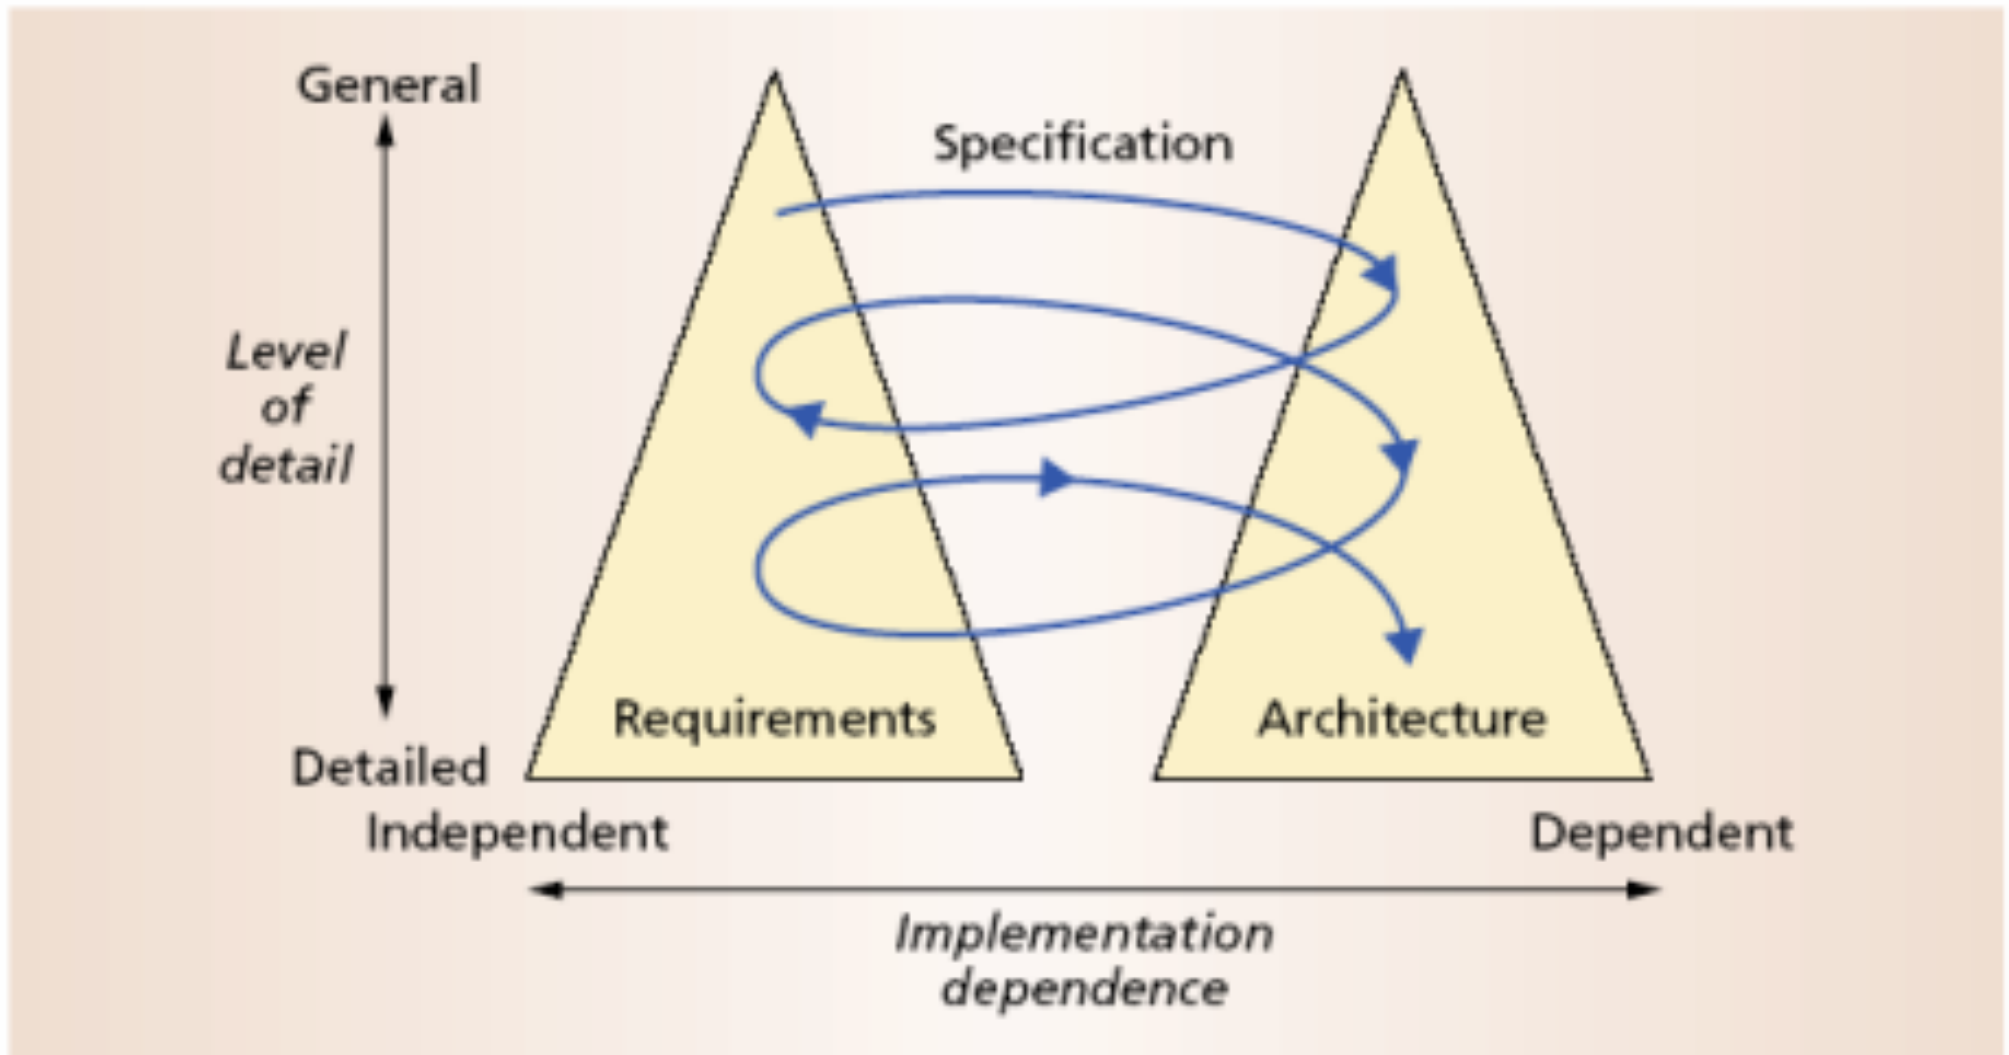 General
Specification
Level
of
detail
Requirements
Architecture
Detailed
Independent
Dependent
Implementation
dependence